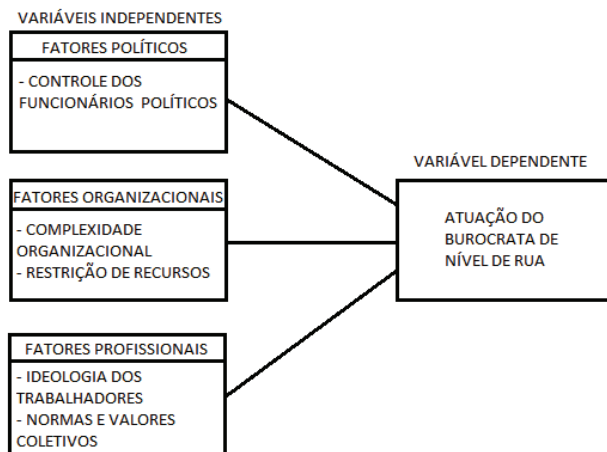 VARIÁVEIS INDEPENDENTES
FATORES POLÍTICOS
- CONTROLE DOS
FUNCIONÁRIOS POLÍTICOS
FATORES ORGANIZACIONAIS
- COMPLEXIDADE
ORGANIZACIONAL
- RESTRIÇÃO DE RECURSOS
FATORES PROFISSIONAIS
- IDEOLOGIA DOS
TRABALHADORES
- NORMAS E VALORES
COLETIVOS
VARIÁVEL DEPENDENTE
ATUAÇÃO DO
BUROCRATA DE
NÍVEL DE RUA